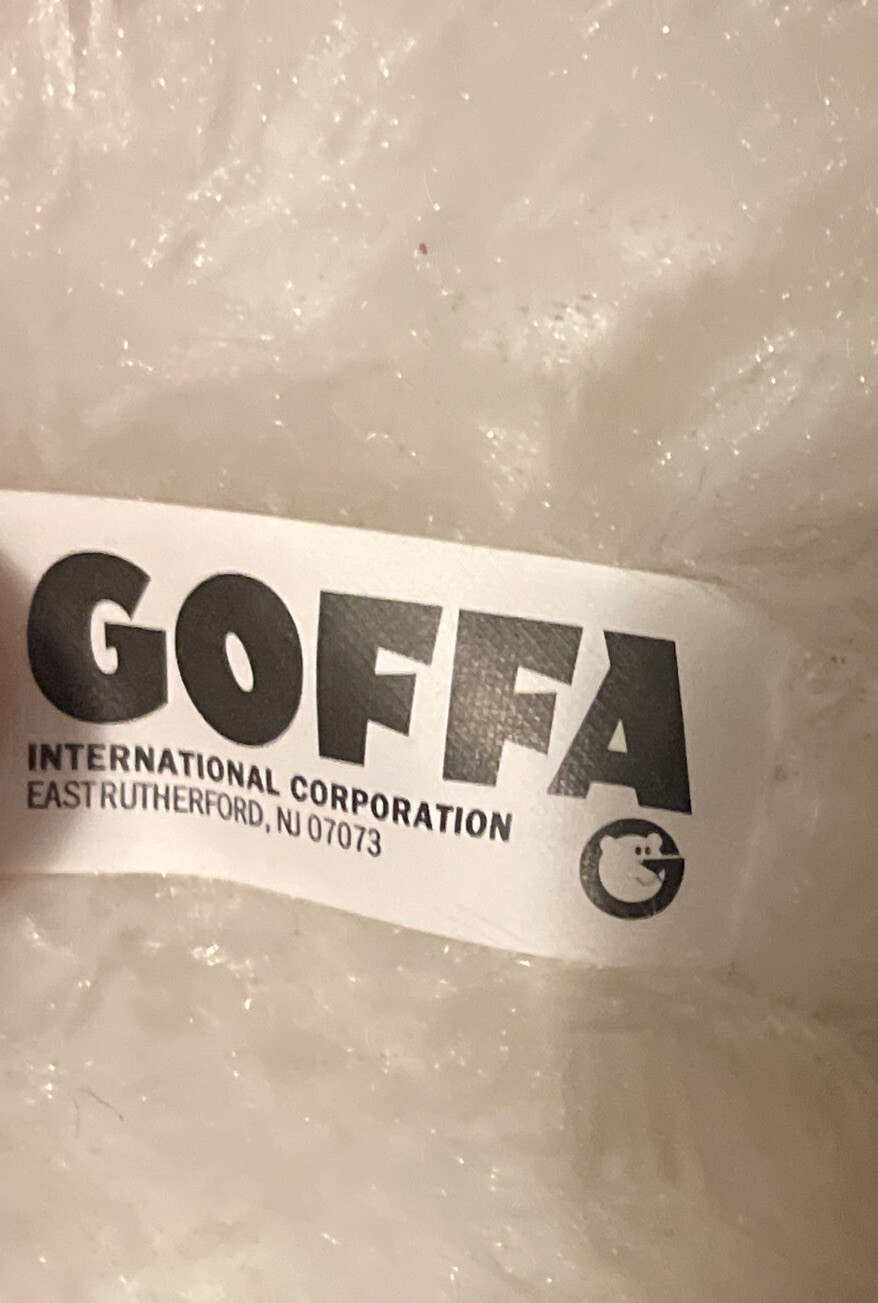 GOFFA
INTERNATIONAL CORPORATION
EAST RUTHERFORD, NJ 07073
G